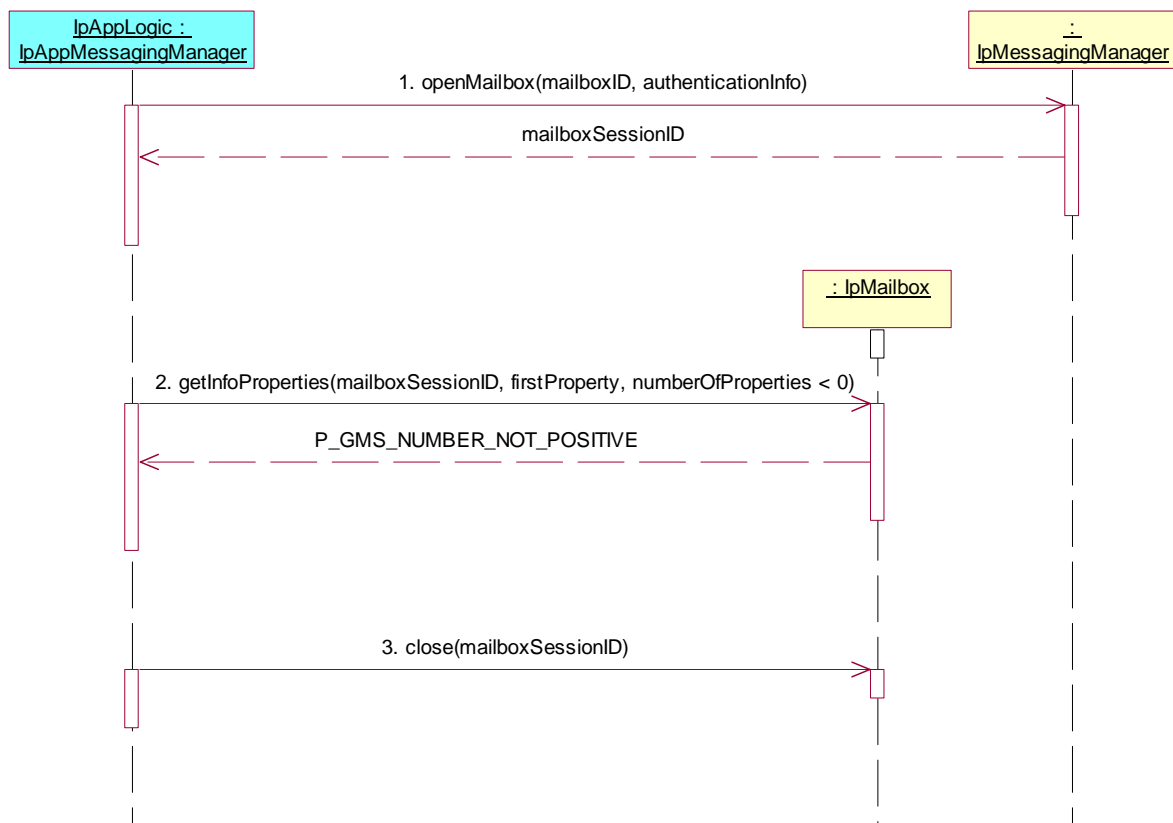 IpAppLogic :
IpAppMessagingManager
:
IpMessagingManager
1. openMailbox(mailboxID, authenticationInfo)
mailboxSessionID
: IpMailbox
2. getInfoProperties(mailboxSessionID, firstProperty, numberOfProperties < 0)
P_GMS_NUMBER_NOT_POSITIVE
3. close(mailboxSessionID)